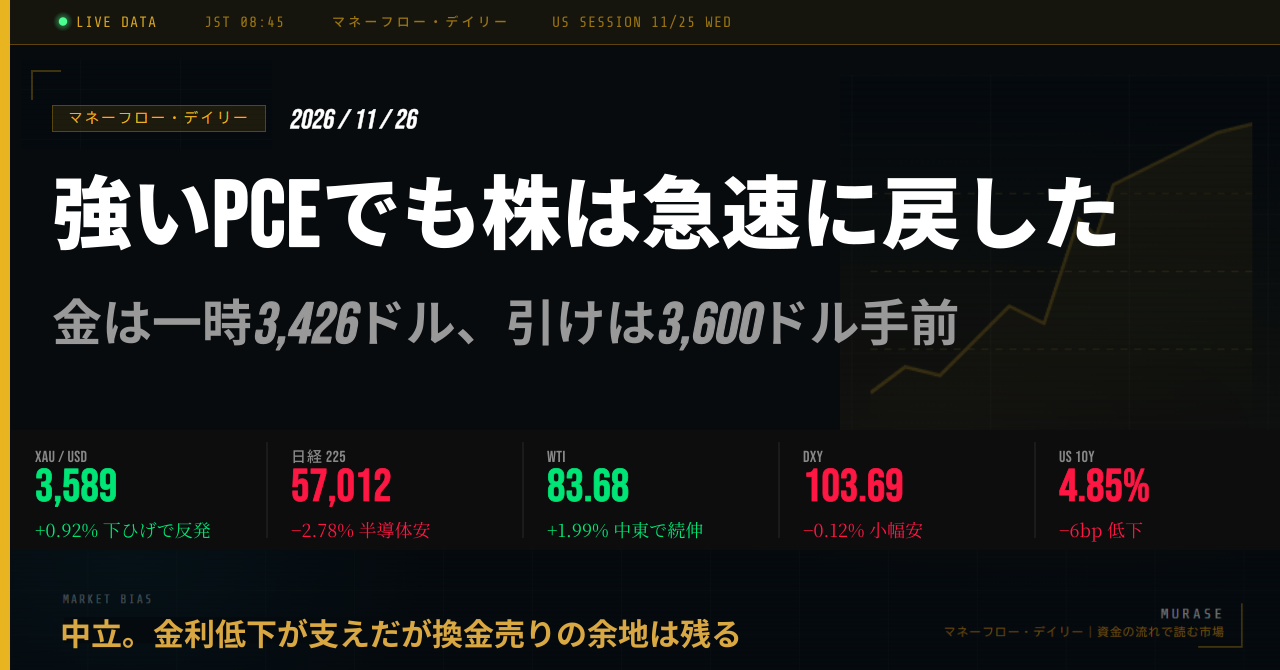 LIVE DATA JST 08:45 マネーフロー・デイリー US SESSION 11/25 WED
マネーフロー・デイリー 2026 / 11 / 26
強いPCEでも株は急速に戻した
金は一時3,426ドル、引けは3,600ドル手前
XAU / USD
3,589
+0.92% 下ひげで反発
日経 225
57,012
−2.78% 半導体安
WTI
83.68
+1.99% 中東で続伸
DXY
103.69
−0.12% 小幅安
US 10Y
4.85%
−6bp 低下
MARKET BIAS
中立。金利低下が支えだが換金売りの余地は残る
MURASE
マネーフロー・デイリー｜資金の流れで読む市場